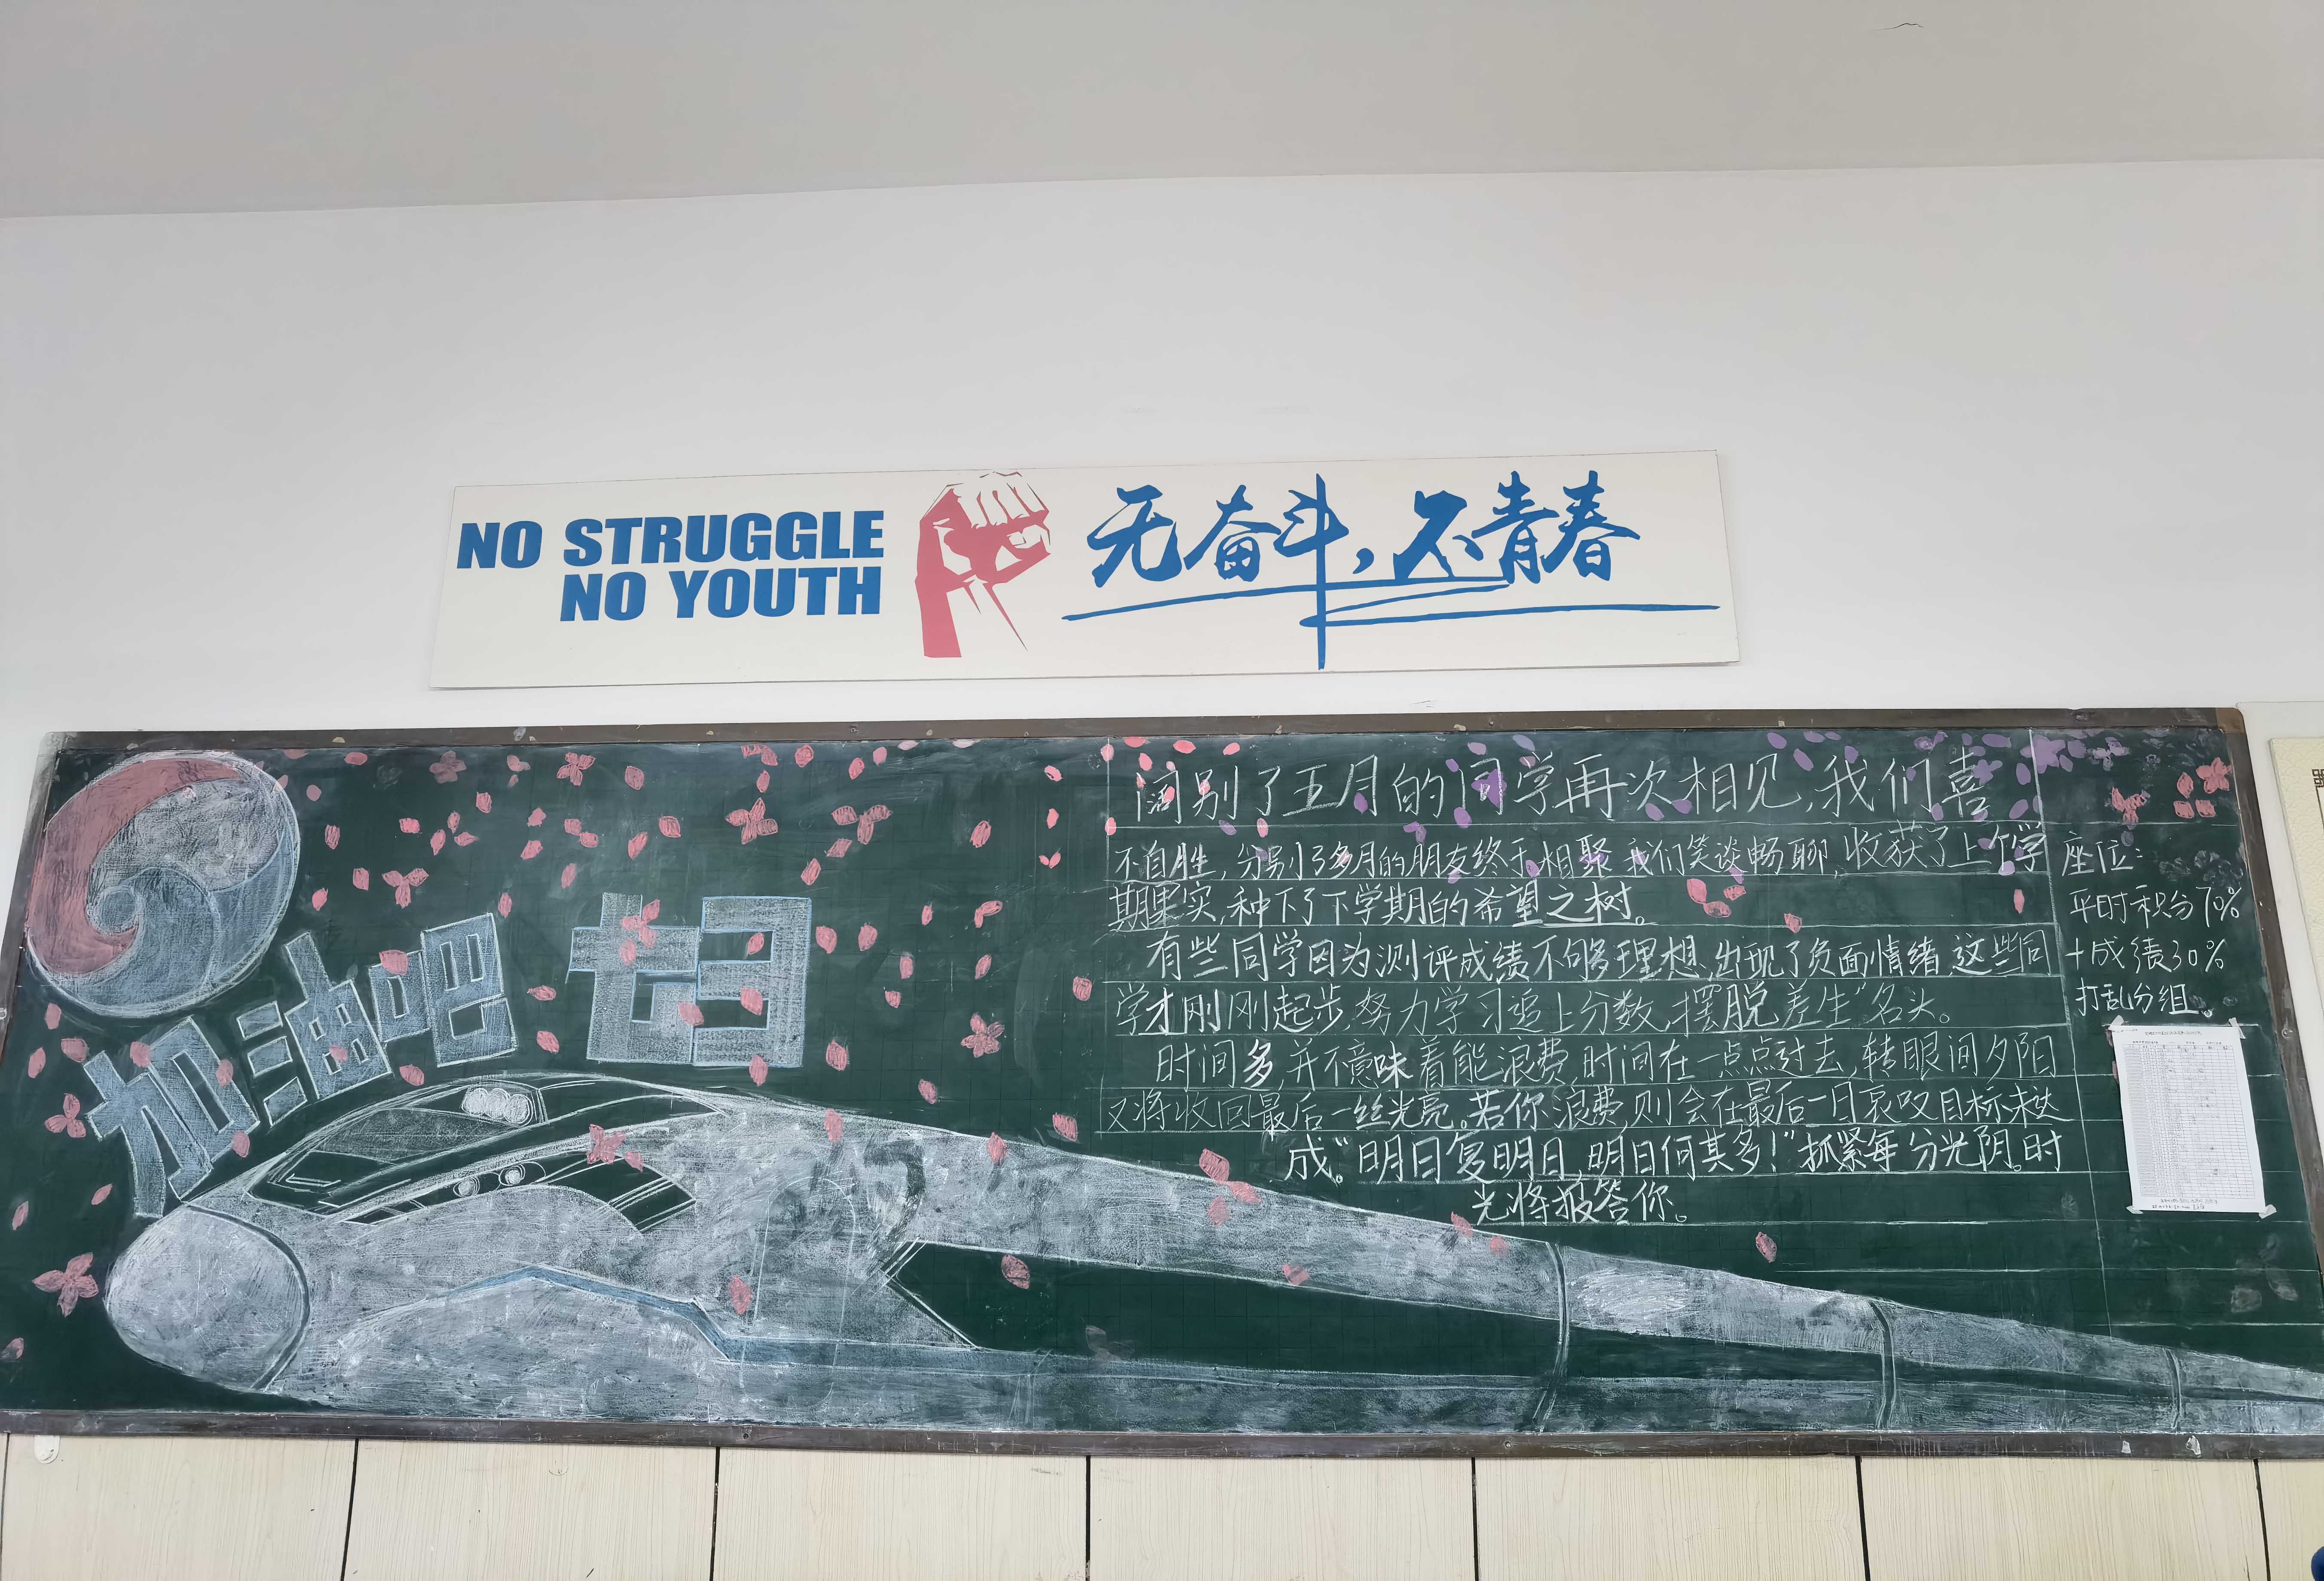 NO STRUGGLE
NO YOUTH
无奋斗,不青春
加油吧
七3
阔别了五月的同学再次相见,我们喜
不自胜,分别了多月的朋友终于相聚,我们笑谈畅聊,收获了上个学
期果实,种下了下学期的希望之树。
有些同学因为测评成绩不够理想,出现了负面情绪,这些同
学才刚刚起步,努力学习追上分数,摆脱“差生”名头。
时间多,并不意味着能浪费,时间在一点点过去,转眼间夕阳
又将收回最后一丝光亮。若你浪费,则会在最后一日哀叹目标未达
成。“明日复明日,明日何其多!”抓紧每分光阴。时
光将报答你。
座位:
平时积分70%
+成绩30%
打乱分组。